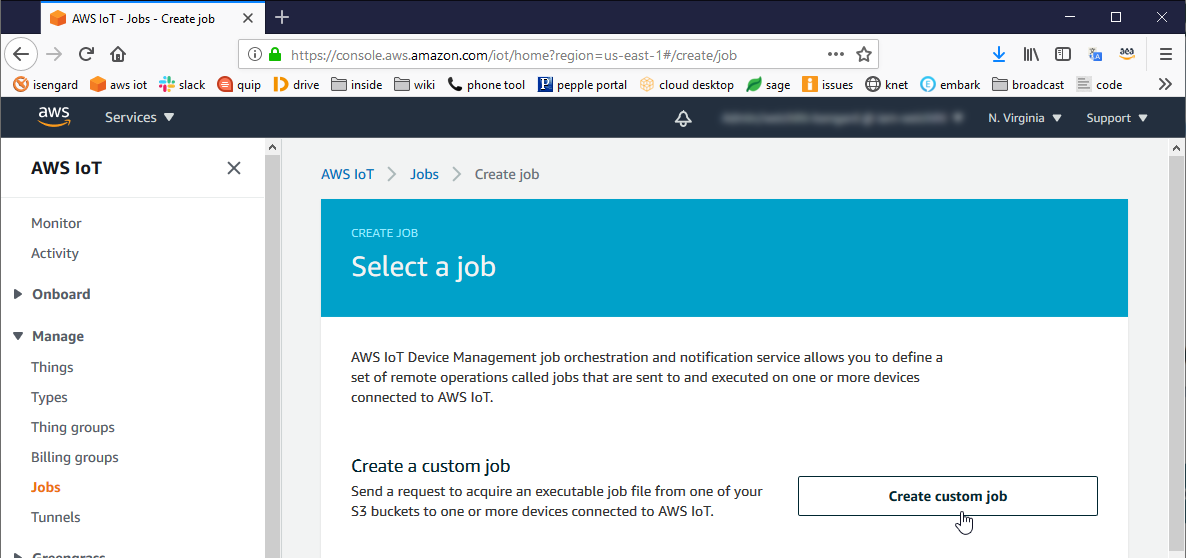 AWS IoT - Jobs - Create job
https://console.aws.amazon.com/iot/home?region=us-east-1#/create/job
isengard aws iot slack quip drive inside wiki phone tool pepple portal cloud desktop sage issues knet embark broadcast code
aws Services N. Virginia Support
AWS IoT
Monitor
Activity
Onboard
Manage
Things
Types
Thing groups
Billing groups
Jobs
Tunnels
Greengrass
AWS IoT Jobs Create job
CREATE JOB
Select a job
AWS IoT Device Management job orchestration and notification service allows you to define a
set of remote operations called jobs that are sent to and executed on one or more devices
connected to AWS IoT.
Create a custom job
Send a request to acquire an executable job file from one of your
S3 buckets to one or more devices connected to AWS IoT.
Create custom job